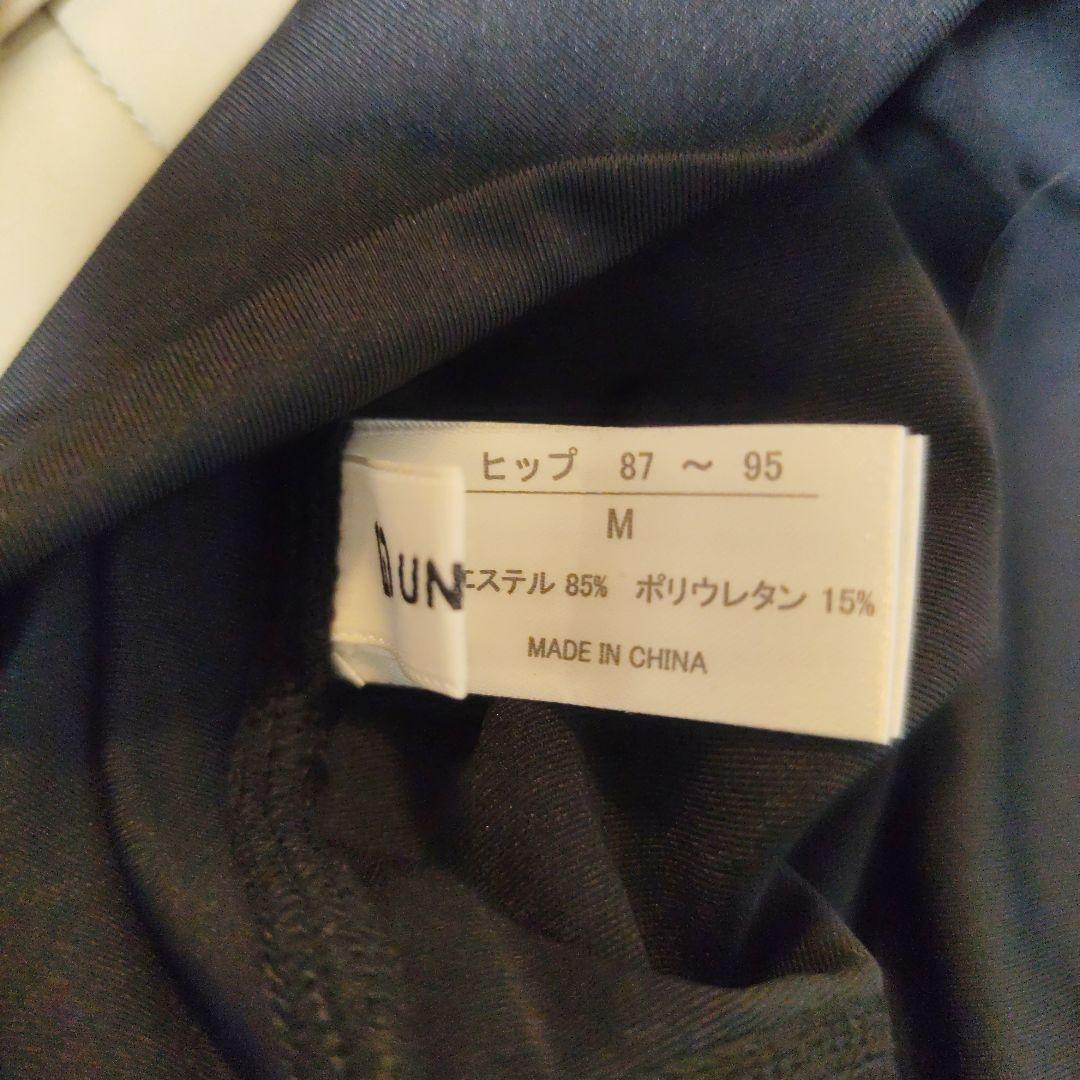 ヒップ 87 ～ 95
M
エステル 85% ポリウレタン 15%
MADE IN CHINA
UN